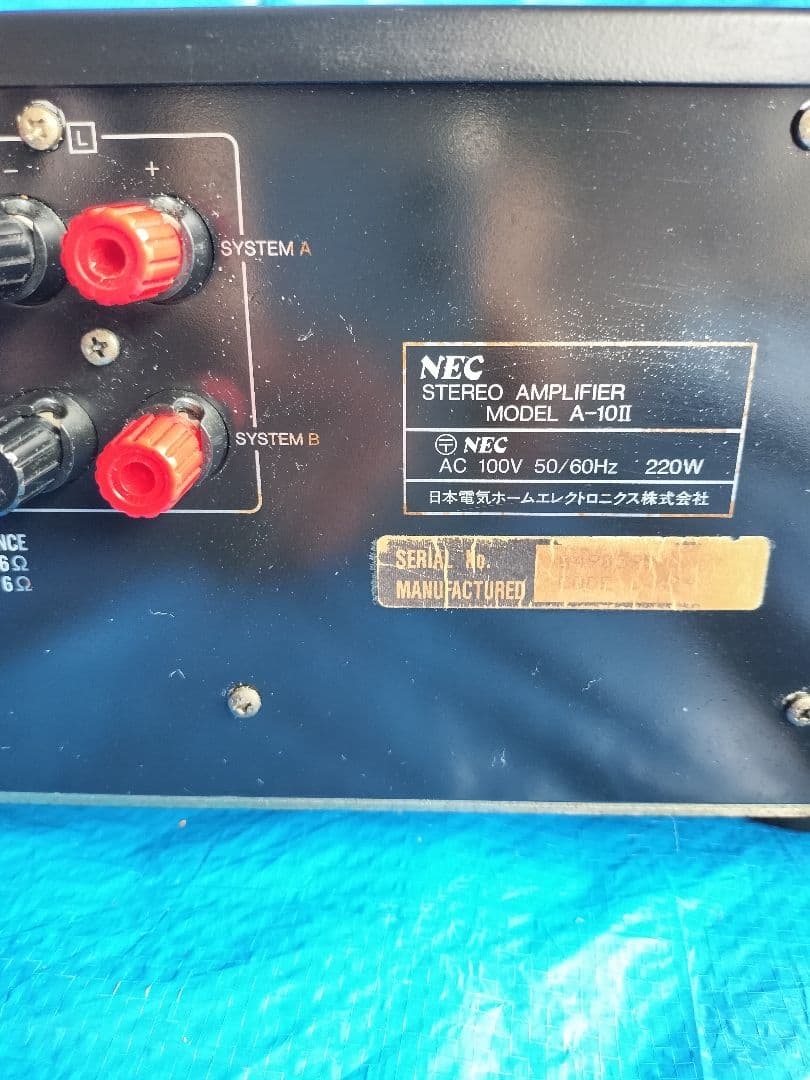 L
- +
SYSTEM A
SYSTEM B
NCE
6Ω
6Ω
NEC
STEREO AMPLIFIER
MODEL A-10II
〒 NEC
AC 100V 50/60Hz 220W
日本電気ホームエレクトロニクス株式会社
SERIAL No.
MANUFACTURED